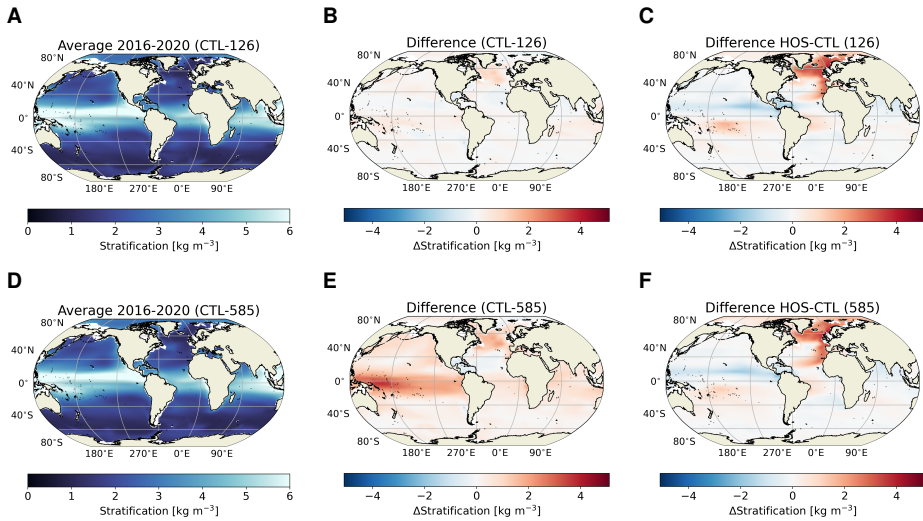 A
B
C
Average 2016-2020 (CTL-126)
Difference (CTL-126)
Difference HOS-CTL (126)
80°N
40°N
0°
40°S
80°S
180°E 270°E 0°E 90°E
80°N
40°N
0°
40°S
80°S
180°E 270°E 0°E 90°E
80°N
40°N
0°
40°S
80°S
180°E 270°E 0°E 90°E
0 1 2 3 4 5 6
Stratification [kg m⁻³]
−4 −2 0 2 4
ΔStratification [kg m⁻³]
−4 −2 0 2 4
ΔStratification [kg m⁻³]
D
E
F
Average 2016-2020 (CTL-585)
Difference (CTL-585)
Difference HOS-CTL (585)
80°N
40°N
0°
40°S
80°S
180°E 270°E 0°E 90°E
80°N
40°N
0°
40°S
80°S
180°E 270°E 0°E 90°E
80°N
40°N
0°
40°S
80°S
180°E 270°E 0°E 90°E
0 1 2 3 4 5 6
Stratification [kg m⁻³]
−4 −2 0 2 4
ΔStratification [kg m⁻³]
−4 −2 0 2 4
ΔStratification [kg m⁻³]